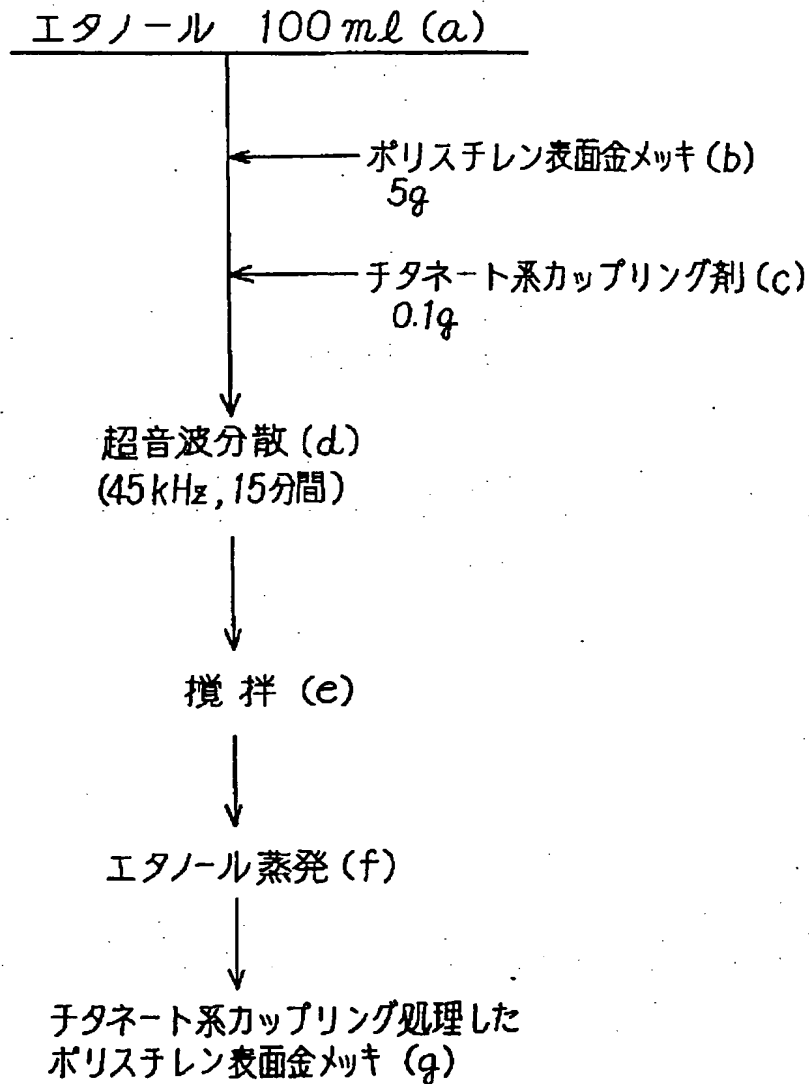 エタノール 100ml (a)
ポリスチレン表面金メッキ (b)
5g
チタネート系カップリング剤 (c)
0.1g
超音波分散 (d)
(45kHz, 15分間)
撹拌 (e)
エタノール蒸発 (f)
チタネート系カップリング処理した
ポリスチレン表面金メッキ (g)